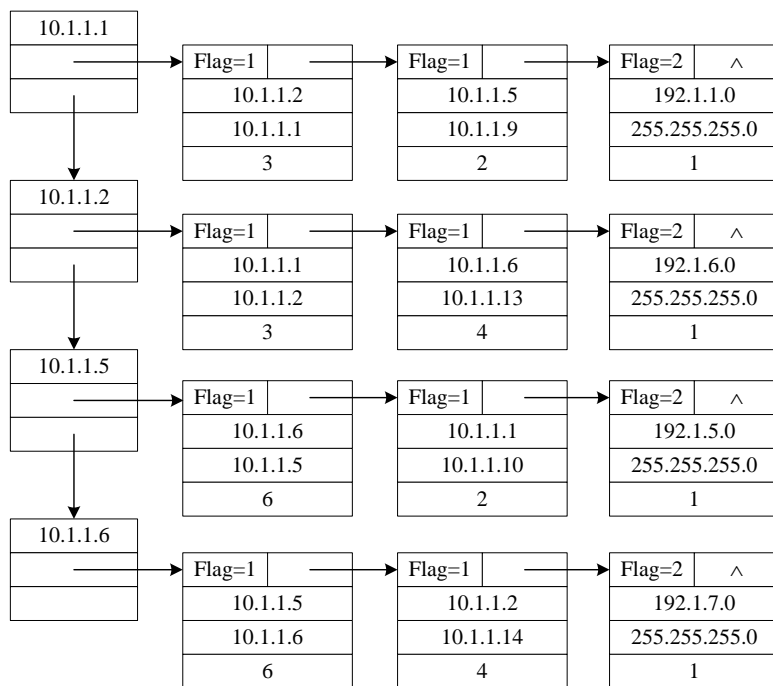 10.1.1.1
Flag=1 Flag=1 Flag=2 ∧
10.1.1.2 10.1.1.5 192.1.1.0
10.1.1.1 10.1.1.9 255.255.255.0
3 2 1
10.1.1.2
Flag=1 Flag=1 Flag=2 ∧
10.1.1.1 10.1.1.6 192.1.6.0
10.1.1.2 10.1.1.13 255.255.255.0
3 4 1
10.1.1.5
Flag=1 Flag=1 Flag=2 ∧
10.1.1.6 10.1.1.1 192.1.5.0
10.1.1.5 10.1.1.10 255.255.255.0
6 2 1
10.1.1.6
Flag=1 Flag=1 Flag=2 ∧
10.1.1.5 10.1.1.2 192.1.7.0
10.1.1.6 10.1.1.14 255.255.255.0
6 4 1